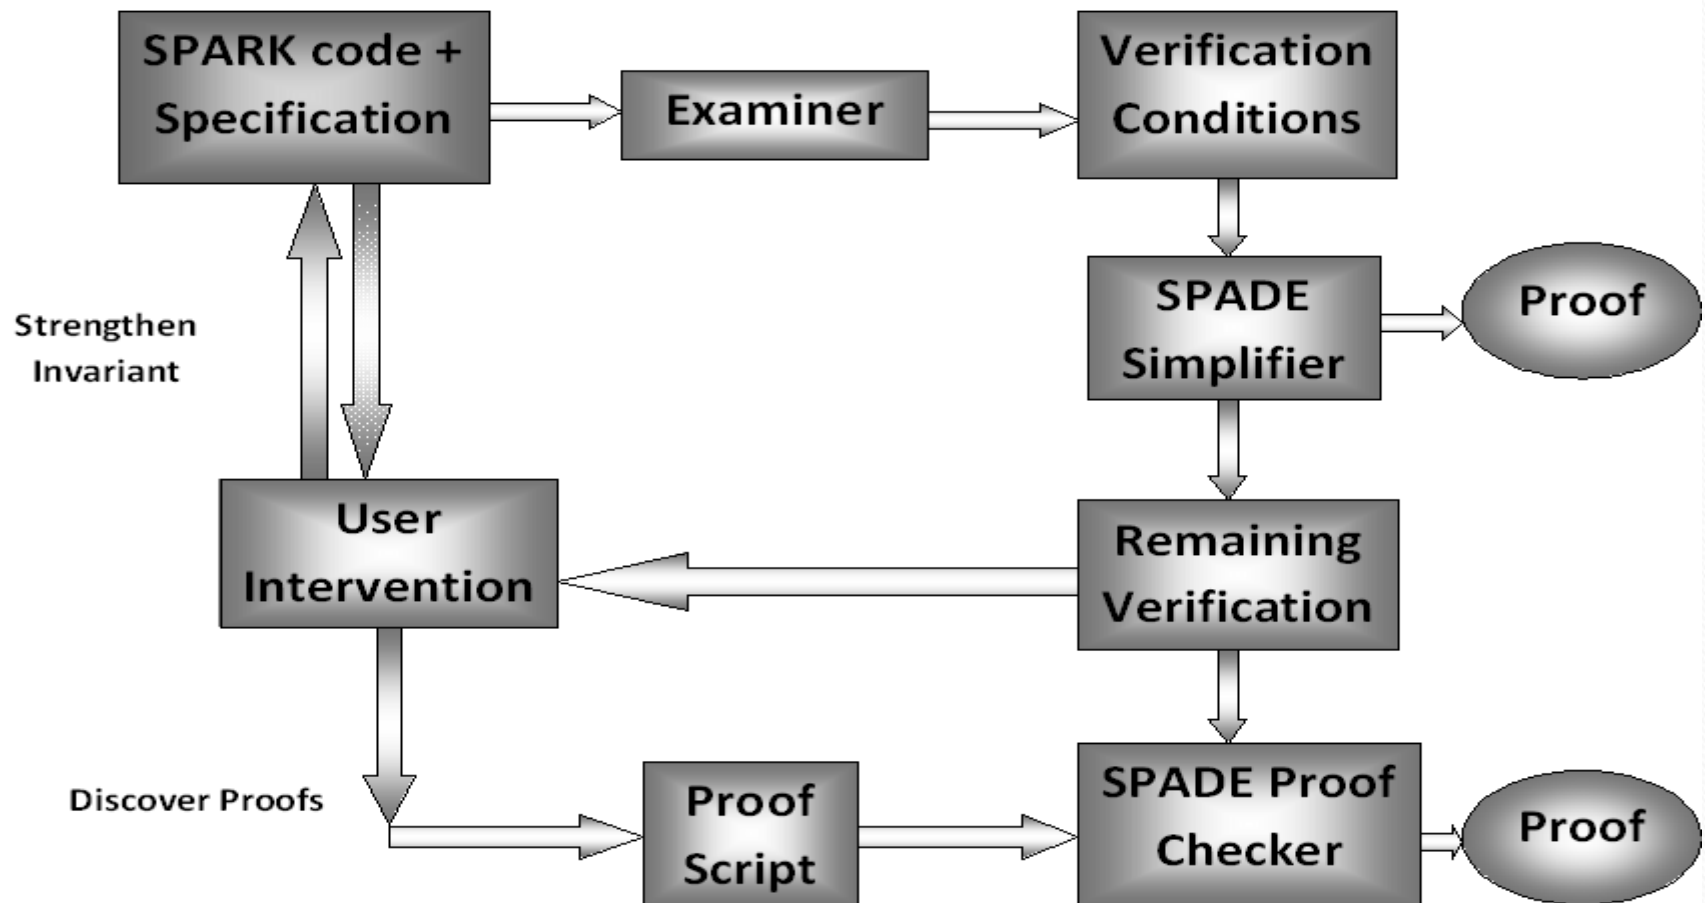 SPARK code +
Specification
Examiner
Verification
Conditions
SPADE
Simplifier
Proof
Strengthen
Invariant
User
Intervention
Remaining
Verification
Discover Proofs
Proof
Script
SPADE Proof
Checker
Proof